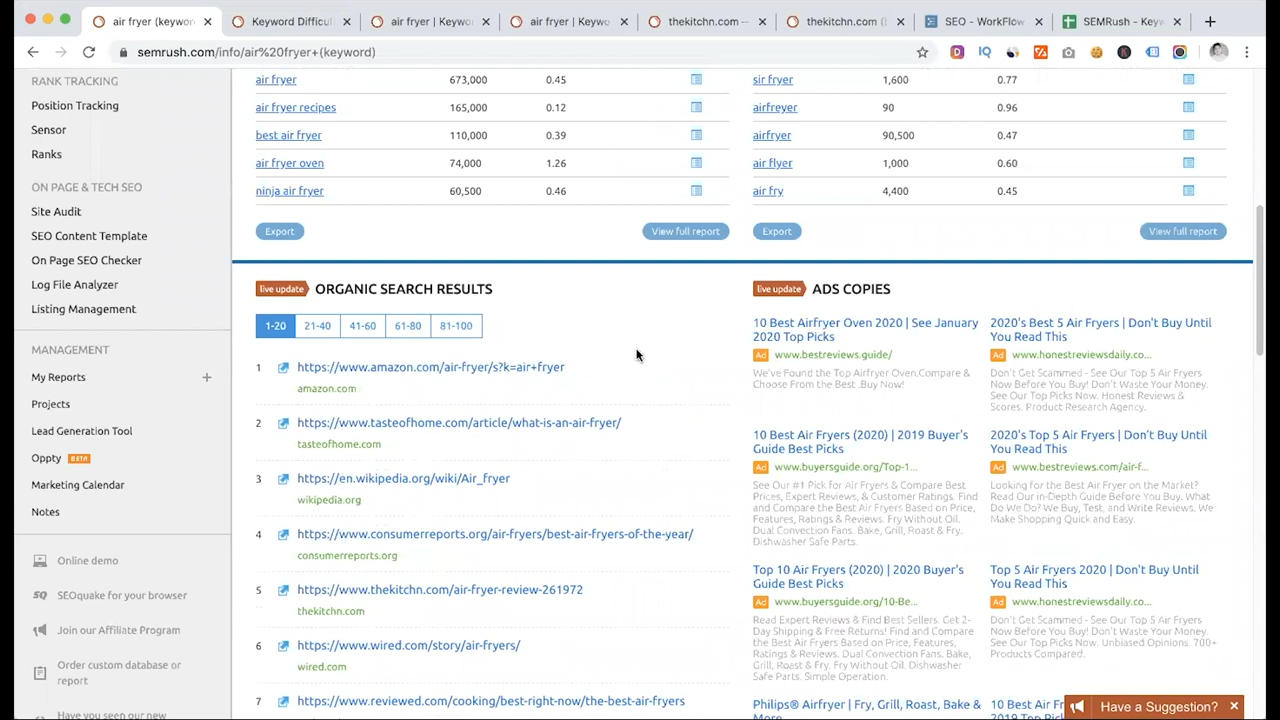 air fryer (keywor
Keyword Difficu
air fryer | Keywo
air fryer | Keywo
thekitchn.com —
thekitchn.com (
SEO - WorkFlow
SEMRush - Keyw
semrush.com/info/air%20fryer+(keyword)
RANK TRACKING
Position Tracking
Sensor
Ranks
ON PAGE & TECH SEO
Site Audit
SEO Content Template
On Page SEO Checker
Log File Analyzer
Listing Management
MANAGEMENT
My Reports
Projects
Lead Generation Tool
Oppty BETA
Marketing Calendar
Notes
Online demo
SEOquake for your browser
Join our Affiliate Program
Order custom database or
report
Have you seen our new
air fryer 673,000 0.45
air fryer recipes 165,000 0.12
best air fryer 110,000 0.39
air fryer oven 74,000 1.26
ninja air fryer 60,500 0.46
Export View full report
sir fryer 1,600 0.77
airfreyer 90 0.96
airfryer 90,500 0.47
air flyer 1,000 0.60
air fry 4,400 0.45
Export View full report
live update ORGANIC SEARCH RESULTS
1-20 21-40 41-60 61-80 81-100
1 https://www.amazon.com/air-fryer/s?k=air+fryer
amazon.com
2 https://www.tasteofhome.com/article/what-is-an-air-fryer/
tasteofhome.com
3 https://en.wikipedia.org/wiki/Air_fryer
wikipedia.org
4 https://www.consumerreports.org/air-fryers/best-air-fryers-of-the-year/
consumerreports.org
5 https://www.thekitchn.com/air-fryer-review-261972
thekitchn.com
6 https://www.wired.com/story/air-fryers/
wired.com
7 https://www.reviewed.com/cooking/best-right-now/the-best-air-fryers
live update ADS COPIES
10 Best Airfryer Oven 2020 | See January
2020 Top Picks
Ad www.bestreviews.guide/
We've Found the Top Airfryer Oven.Compare &
Choose From the Best .Buy Now!
2020's Best 5 Air Fryers | Don't Buy Until
You Read This
Ad www.honestreviewsdaily.co...
Don't Get Scammed - See Our Top 5 Air Fryers
Now Before You Buy! Don't Waste Your Money.
See Our Top Picks Now. Honest Reviews &
Scores. Product Research Agency.
10 Best Air Fryers (2020) | 2019 Buyer's
Guide Best Picks
Ad www.buyersguide.org/Top-1...
See Our #1 Pick for Air Fryers & Compare Best
Prices, Expert Reviews, & Customer Ratings. Find
and Compare the Best Air Fryers Based on Price,
Features, Ratings & Reviews. Fry Without Oil.
Dual Convection Fans. Bake, Grill, Roast & Fry.
Dishwasher Safe Parts.
2020's Top 5 Air Fryers | Don't Buy Until
You Read This
Ad www.bestreviews.com/air-f...
Looking for the Best Air Fryer on the Market?
Read Our In-Depth Guide Before You Buy. What
Do We Do? We Buy, Test, and Write Reviews. We
Make Shopping Quick and Easy.
Top 10 Air Fryers (2020) | 2020 Buyer's
Guide Best Picks
Ad www.buyersguide.org/10-Be...
Read Expert Reviews & Find Best Sellers. Get 2-
Day Shipping & Free Returns! Find and Compare
the Best Air Fryers Based on Price, Features,
Ratings & Reviews. Dual Convection Fans. Bake,
Grill, Roast & Fry. Fry Without Oil. Dishwasher
Safe Parts. Simple Operation.
Top 5 Air Fryers 2020 | Don't Buy Until
You Read This
Ad www.honestreviewsdaily.co...
Don't Get Scammed - See Our Top 5 Air Fryers
Now Before You Buy! Don't Waste Your Money.
See Our Top Picks Now. Unbiased Opinions. 700+
Products Compared.
Philips® Airfryer | Fry, Grill, Roast, Bake &
More
10 Best Air F
2019 Top Pick
Have a Suggestion?